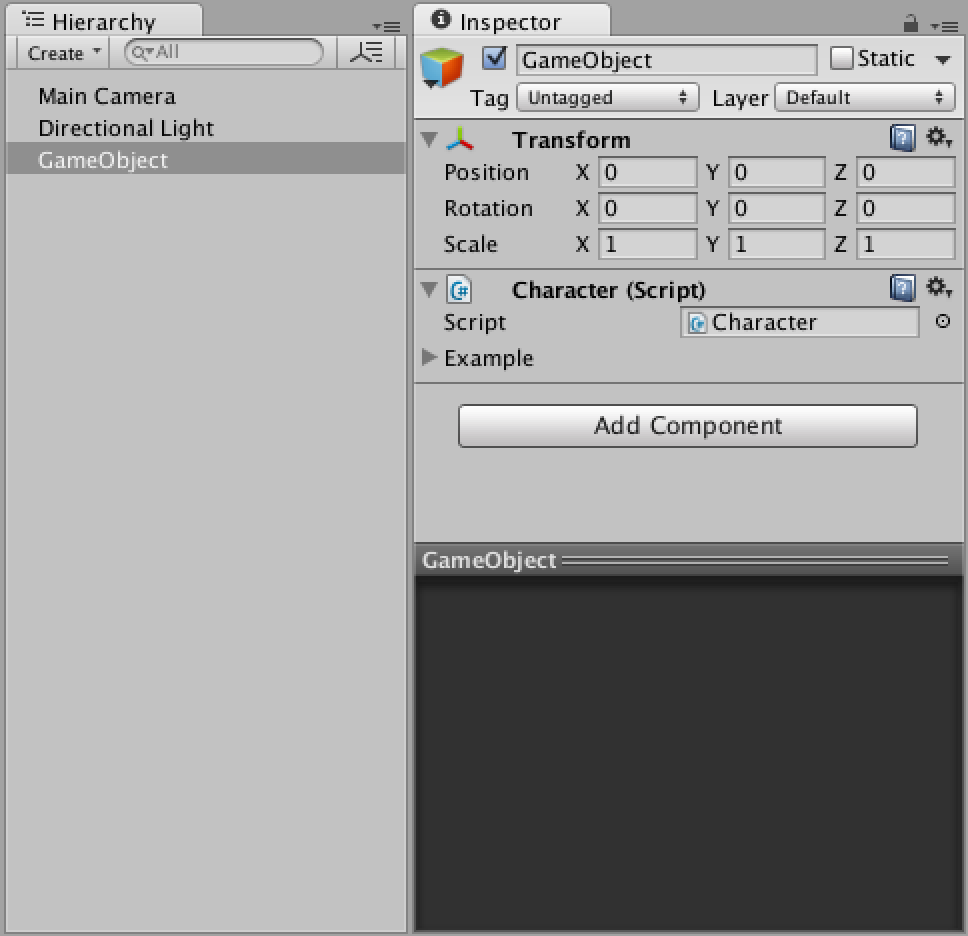 Hierarchy
Create All
Main Camera
Directional Light
GameObject
Inspector
GameObject Static
Tag Untagged Layer Default
Transform
Position X 0 Y 0 Z 0
Rotation X 0 Y 0 Z 0
Scale X 1 Y 1 Z 1
C# Character (Script)
Script C# Character
Example
Add Component
GameObject